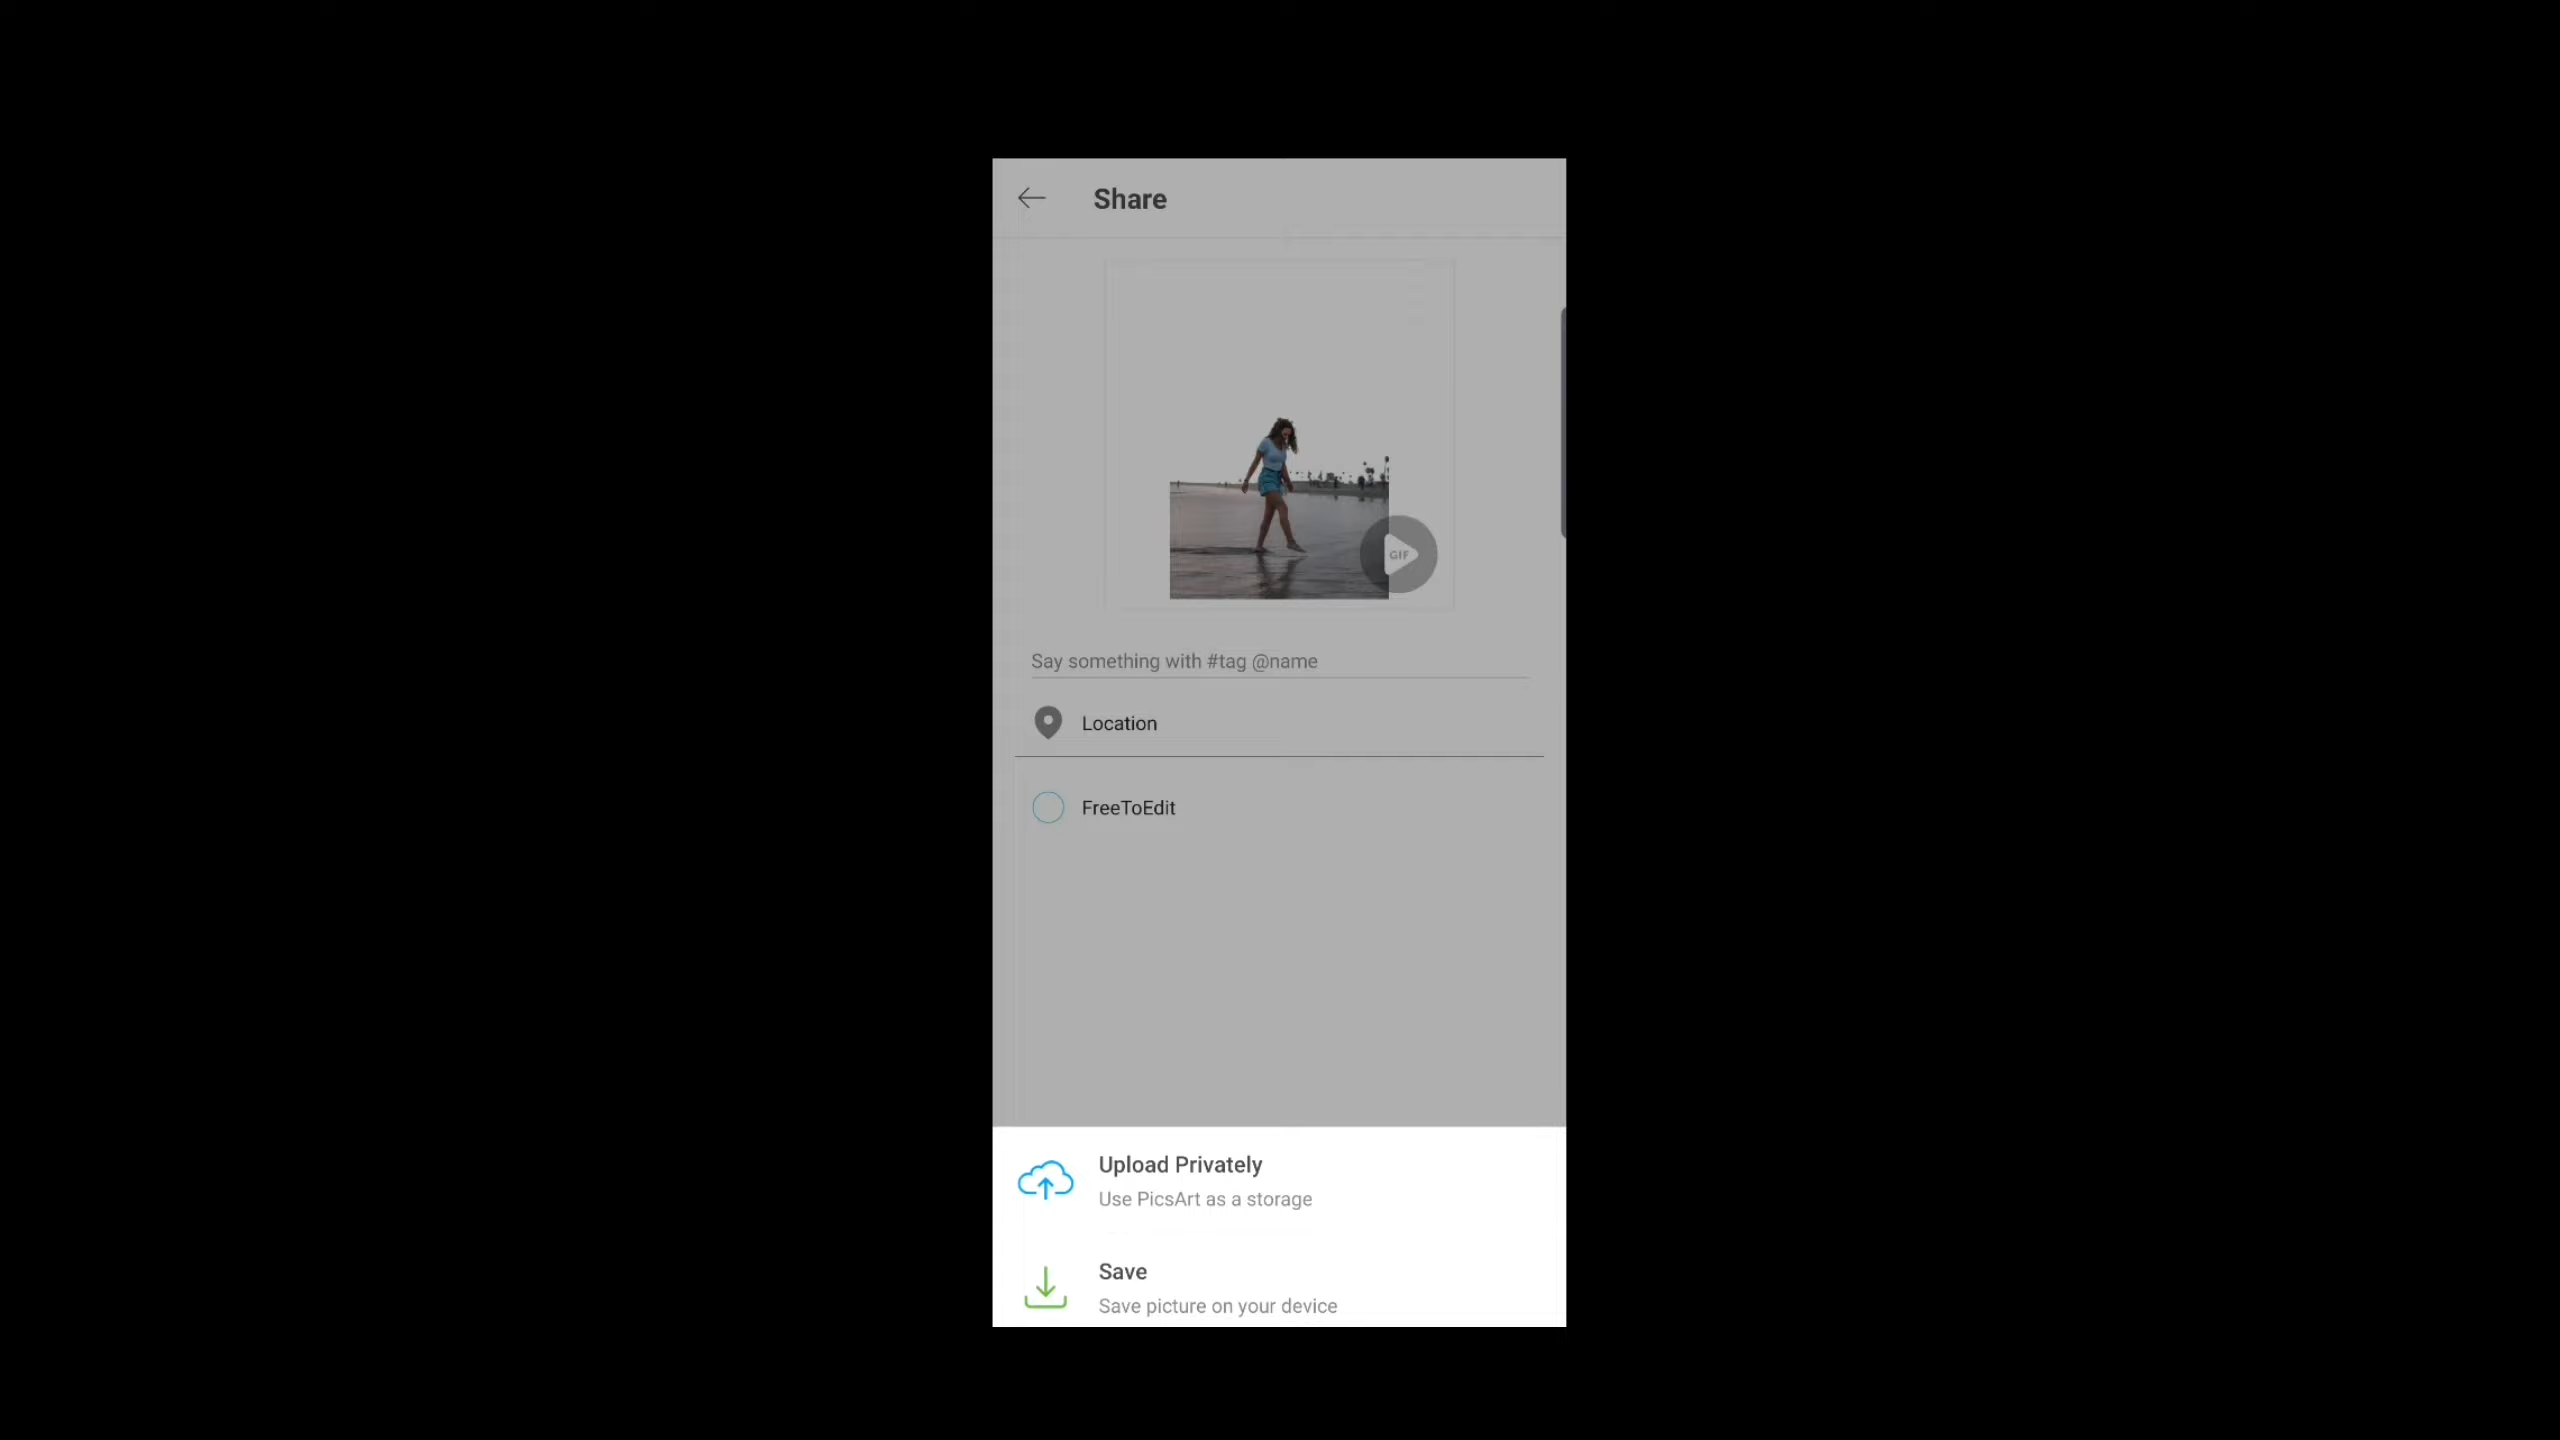 Share
GIF
Say something with #tag @name
Location
FreeToEdit
Upload Privately
Use PicsArt as a storage
Save
Save picture on your device